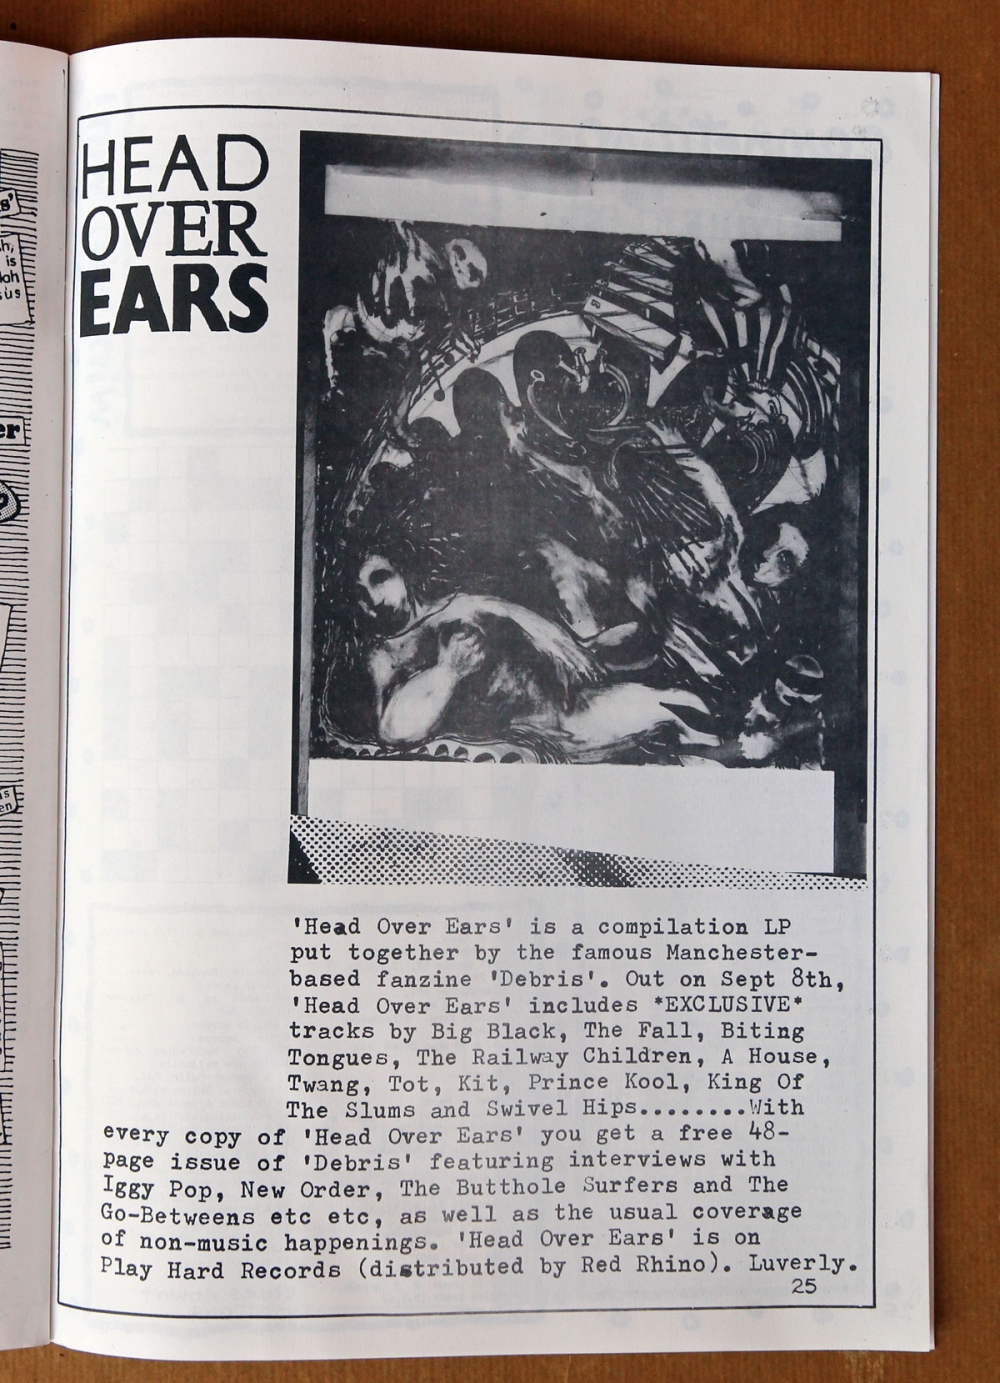 HEAD
OVER
EARS
s'
h,
is
lah
sus
er
'Head Over Ears' is a compilation LP
put together by the famous Manchester-
based fanzine 'Debris'. Out on Sept 8th,
'Head Over Ears' includes *EXCLUSIVE*
tracks by Big Black, The Fall, Biting
Tongues, The Railway Children, A House,
Twang, Tot, Kit, Prince Kool, King Of
The Slums and Swivel Hips........With
every copy of 'Head Over Ears' you get a free 48-
page issue of 'Debris' featuring interviews with
Iggy Pop, New Order, The Butthole Surfers and The
Go-Betweens etc etc, as well as the usual coverage
of non-music happenings. 'Head Over Ears' is on
Play Hard Records (distributed by Red Rhino). Luverly.
25